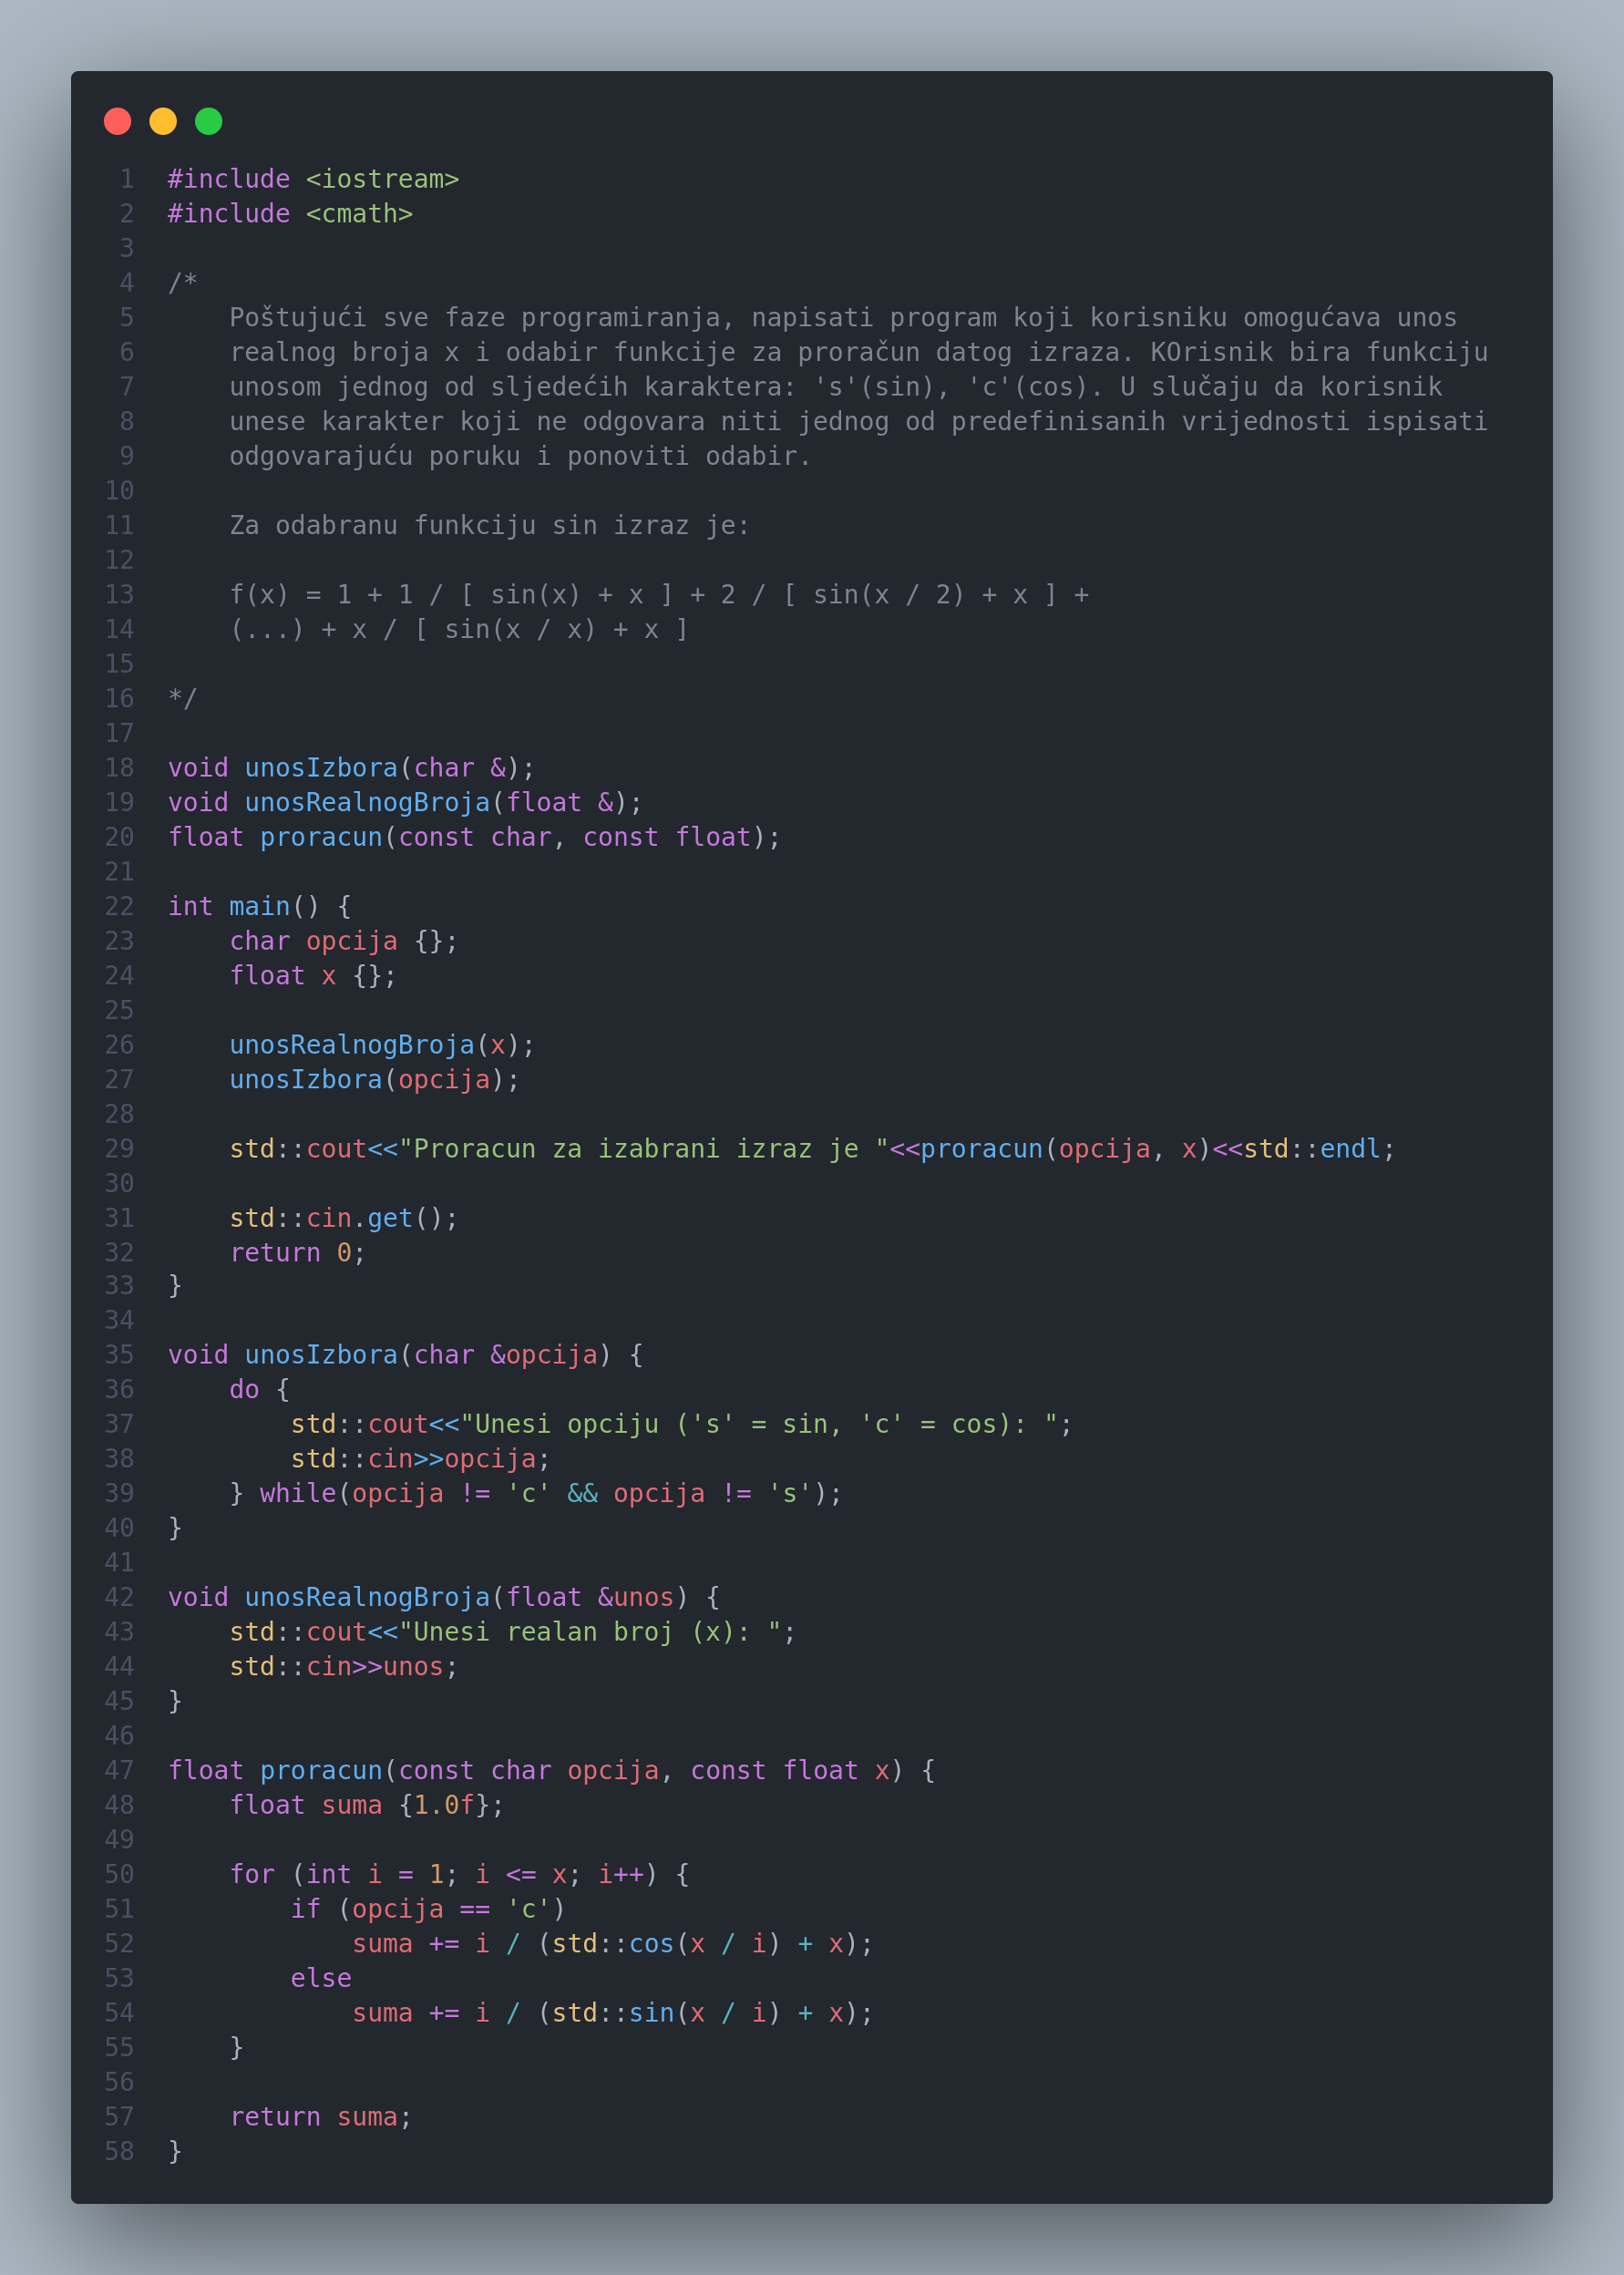 1 #include <iostream>
2 #include <cmath>
3
4 /*
5     Poštujući sve faze programiranja, napisati program koji korisniku omogućava unos
6     realnog broja x i odabir funkcije za proračun datog izraza. KOrisnik bira funkciju
7     unosom jednog od sljedećih karaktera: 's'(sin), 'c'(cos). U slučaju da korisnik
8     unese karakter koji ne odgovara niti jednog od predefinisanih vrijednosti ispisati
9     odgovarajuću poruku i ponoviti odabir.
10
11     Za odabranu funkciju sin izraz je:
12
13     f(x) = 1 + 1 / [ sin(x) + x ] + 2 / [ sin(x / 2) + x ] +
14     (...) + x / [ sin(x / x) + x ]
15
16 */
17
18 void unosIzbora(char &);
19 void unosRealnogBroja(float &);
20 float proracun(const char, const float);
21
22 int main() {
23     char opcija {};
24     float x {};
25
26     unosRealnogBroja(x);
27     unosIzbora(opcija);
28
29     std::cout<<"Proracun za izabrani izraz je "<<proracun(opcija, x)<<std::endl;
30
31     std::cin.get();
32     return 0;
33 }
34
35 void unosIzbora(char &opcija) {
36     do {
37         std::cout<<"Unesi opciju ('s' = sin, 'c' = cos): ";
38         std::cin>>opcija;
39     } while(opcija != 'c' && opcija != 's');
40 }
41
42 void unosRealnogBroja(float &unos) {
43     std::cout<<"Unesi realan broj (x): ";
44     std::cin>>unos;
45 }
46
47 float proracun(const char opcija, const float x) {
48     float suma {1.0f};
49
50     for (int i = 1; i <= x; i++) {
51         if (opcija == 'c')
52             suma += i / (std::cos(x / i) + x);
53         else
54             suma += i / (std::sin(x / i) + x);
55     }
56
57     return suma;
58 }